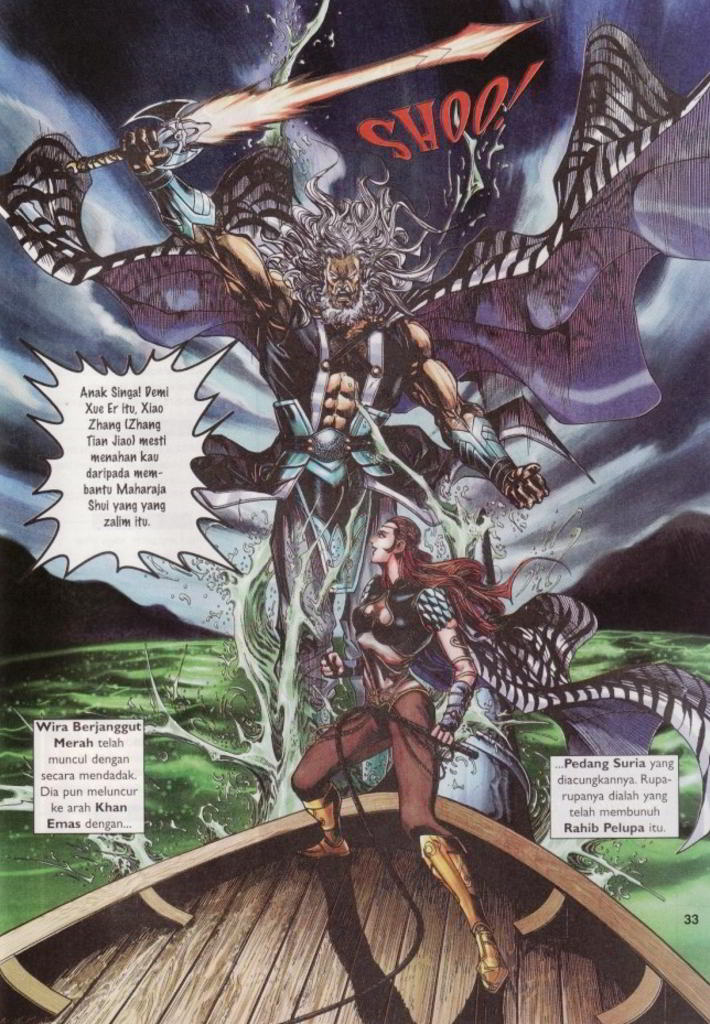 SHOO!
Anak Singa! Demi
Xue Er itu, Xiao
Zhang (Zhang
Tian Jiao) mesti
menahan kau
daripada mem-
bantu Maharaja
Shui yang yang
zalim itu.
Wira Berjanggut
Merah telah
muncul dengan
secara mendadak.
Dia pun meluncur
ke arah Khan
Emas dengan...
...Pedang Suria yang
diacungkannya. Rupa-
rupanya dialah yang
telah membunuh
Rahib Pelupa itu.
33